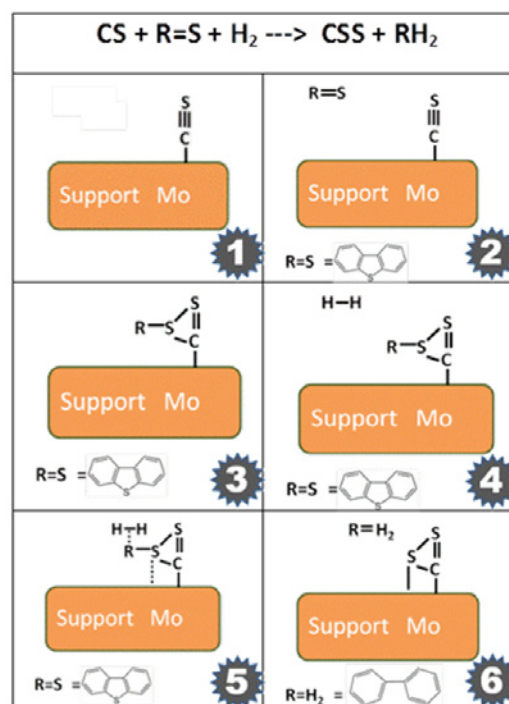 CS + R=S + H₂ ---> CSS + RH₂
S
C
Support Mo
1
R=S
S
C
Support Mo
R=S =
S
2
S
R-S
C
Support Mo
R=S =
S
3
H-H
S
R-S
C
Support Mo
R=S =
S
4
H-H
S
R-S
C
Support Mo
R=S =
S
5
R=H₂
S
S
C
Support Mo
R=H₂ =
6